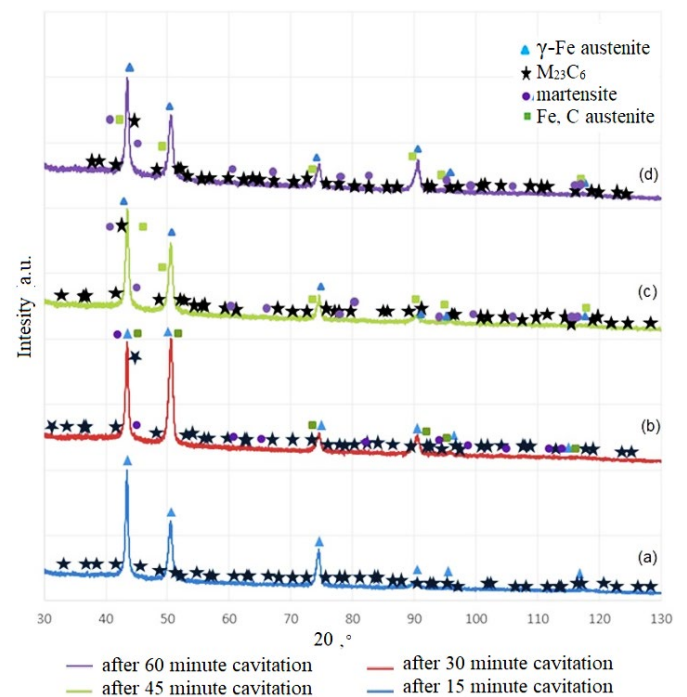 γ-Fe austenite
M₂₃C₆
martensite
Fe, C austenite
(d)
(c)
(b)
(a)
Intesity a.u.
30 40 50 60 70 80 90 100 110 120 130
20 ,°
after 60 minute cavitation
after 30 minute cavitation
after 45 minute cavitation
after 15 minute cavitation